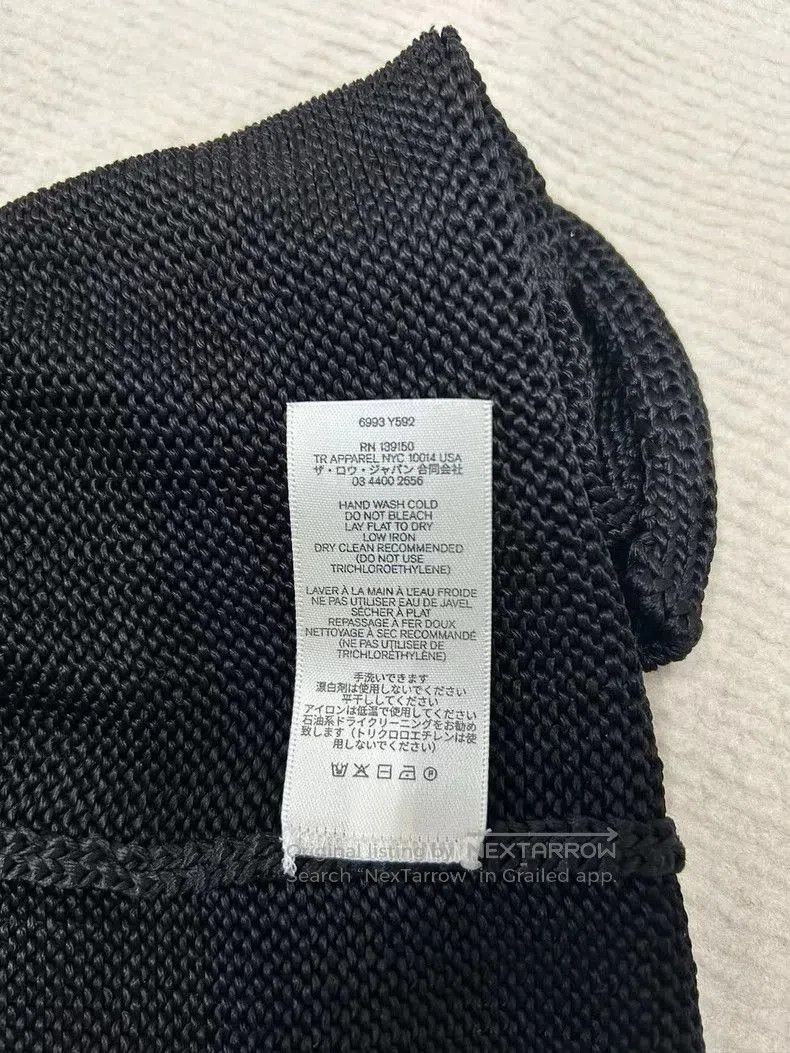 6993 Y592
RN 139150
TR APPAREL NYC 10014 USA
ザ・ロウ・ジャパン 合同会社
03 4400 2656
HAND WASH COLD
DO NOT BLEACH
LAY FLAT TO DRY
LOW IRON
DRY CLEAN RECOMMENDED
(DO NOT USE
TRICHLOROETHYLENE)
LAVER À LA MAIN À L'EAU FROIDE
NE PAS UTILISER EAU DE JAVEL
SÉCHER À PLAT
REPASSAGE À FER DOUX
NETTOYAGE À SEC RECOMMANDÉ
(NE PAS UTILISER DE
TRICHLORÉTHYLÈNE)
手洗いできます
漂白剤は使用しないでください
平干ししてください
アイロンは低温で使用してください
石油系ドライクリーニングをお勧め
致します(トリクロロエチレンは使
用しないでください)
Original listing by NEXTARROW
Search "NexTarrow" in Grailed app.